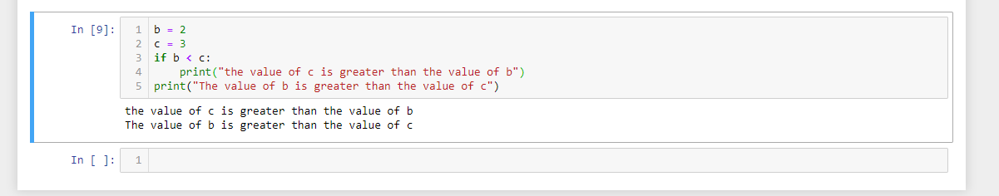 In [9]:
1 b = 2
2 c = 3
3 if b < c:
4     print("the value of c is greater than the value of b")
5 print("The value of b is greater than the value of c")
the value of c is greater than the value of b
The value of b is greater than the value of c
In [ ]: 1